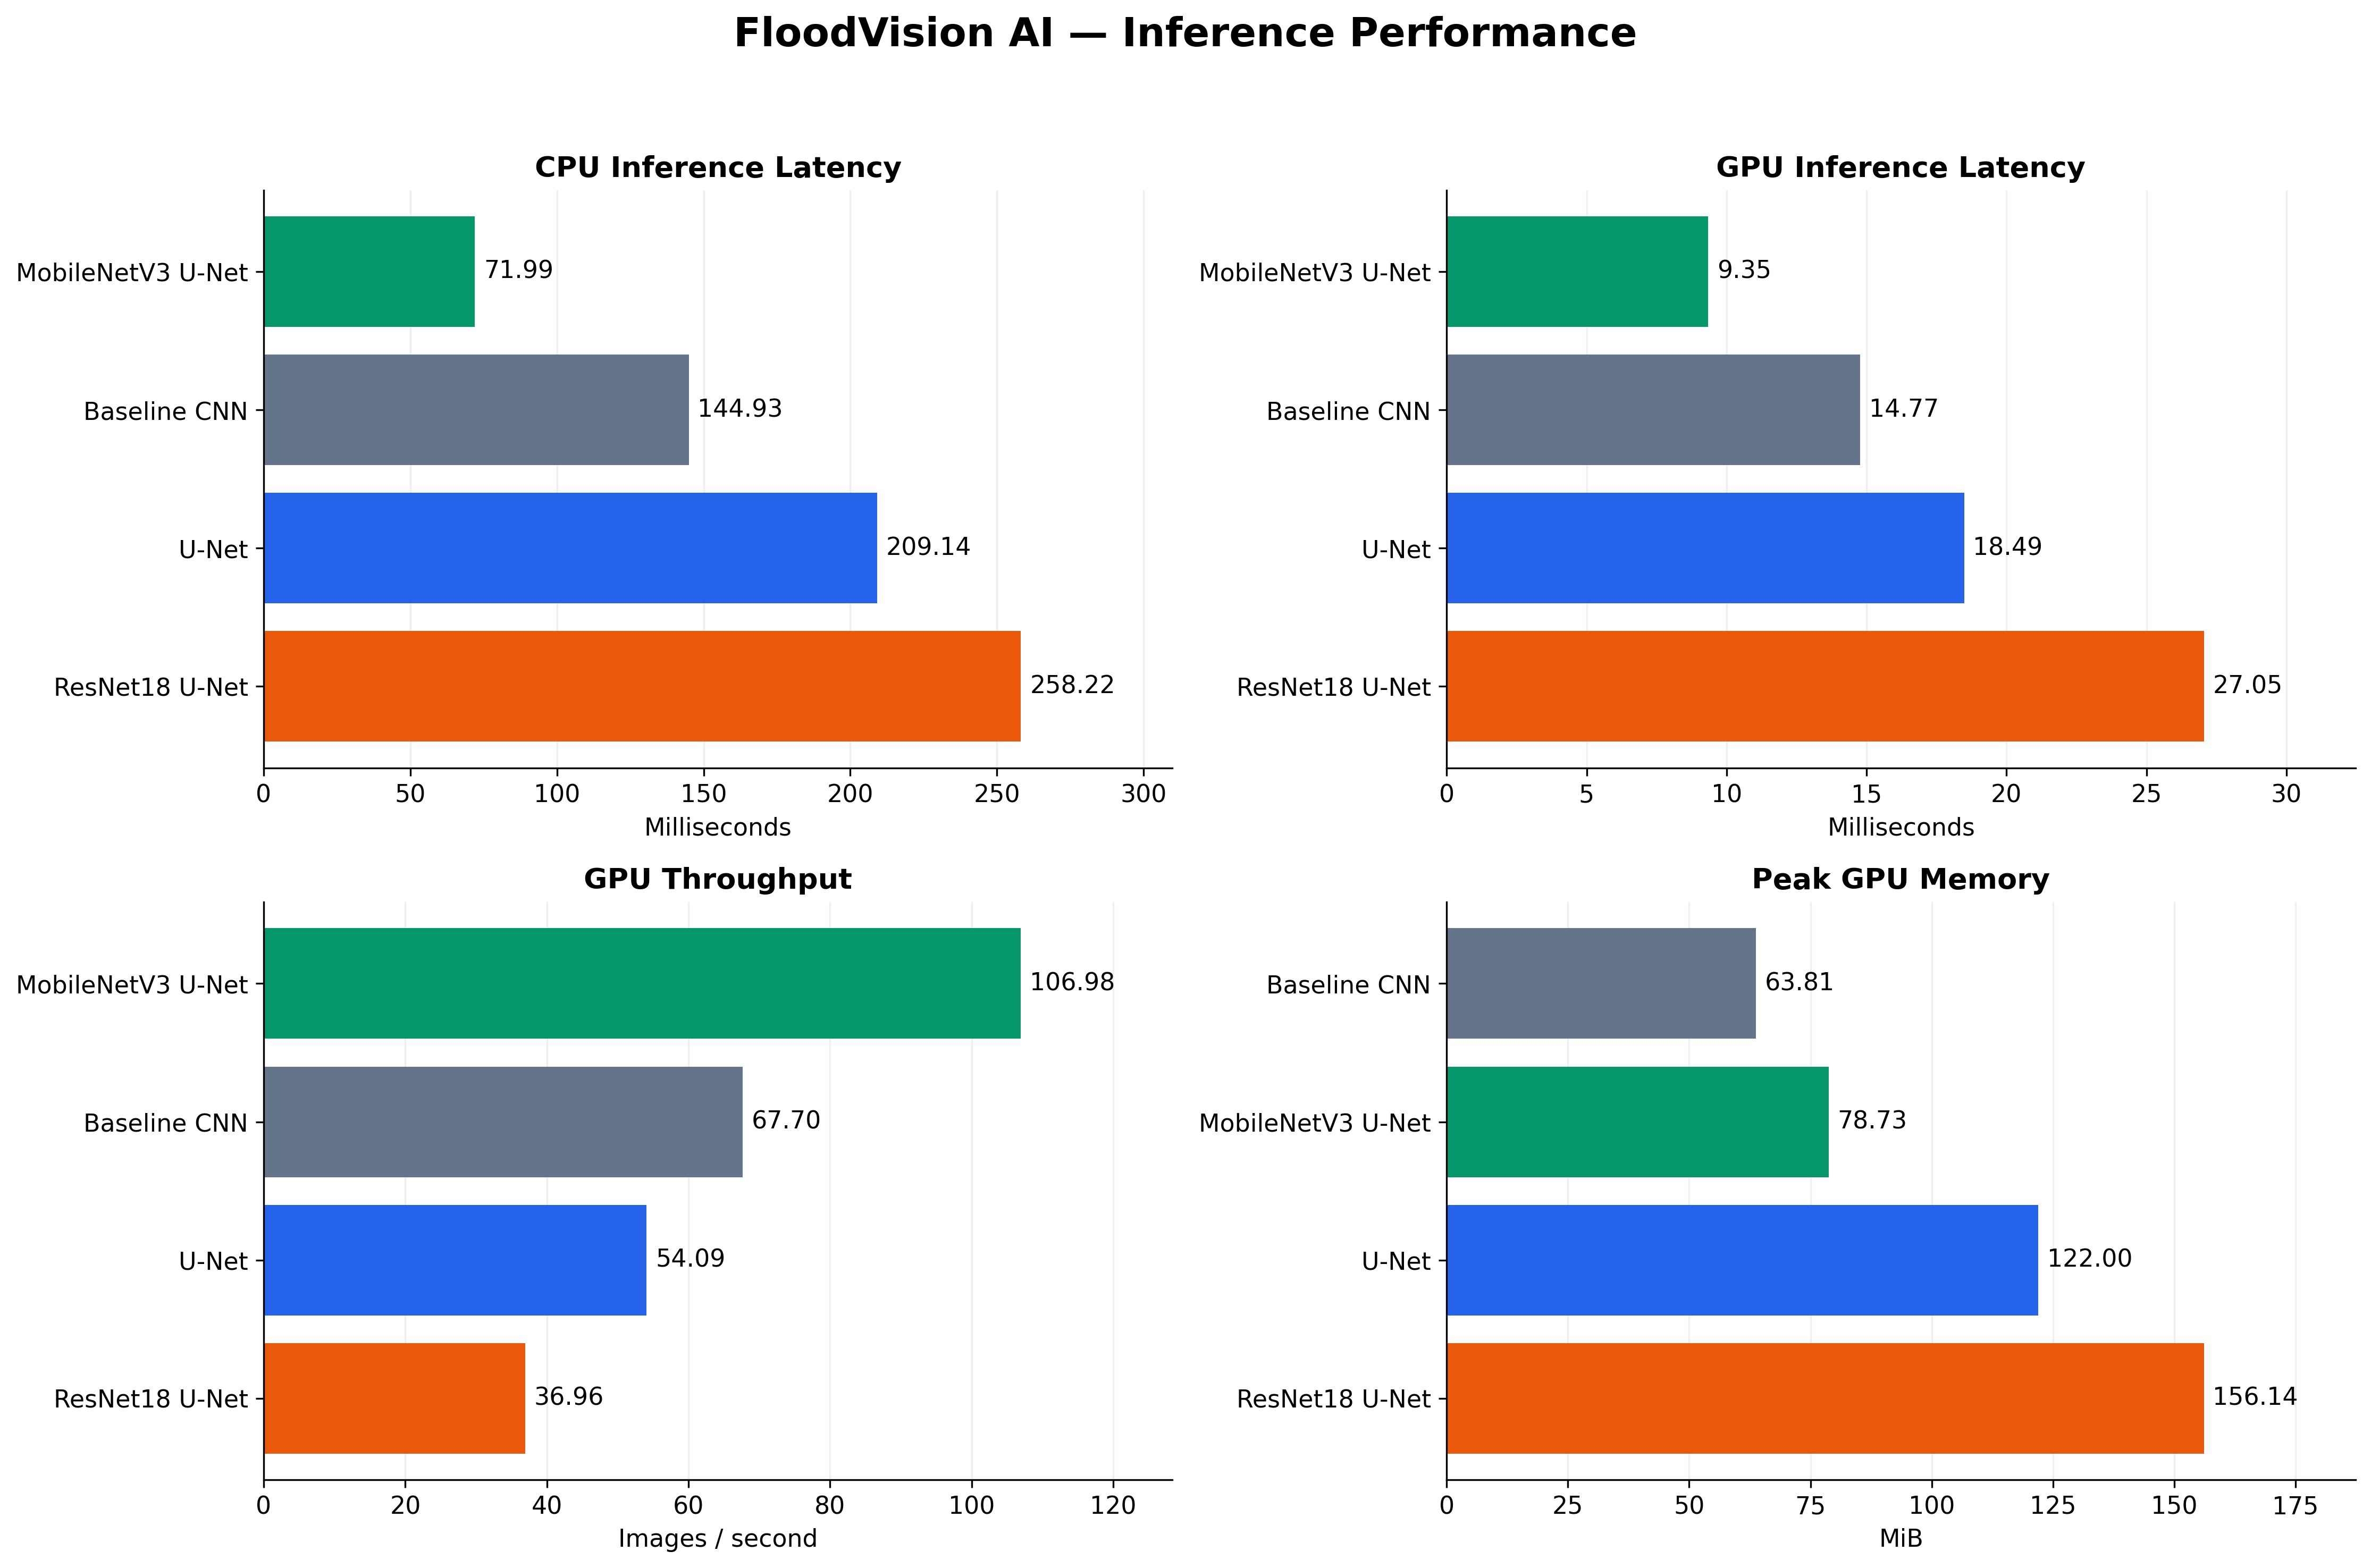 FloodVision AI — Inference Performance
CPU Inference Latency
MobileNetV3 U-Net
71.99
Baseline CNN
144.93
U-Net
209.14
ResNet18 U-Net
258.22
0 50 100 150 200 250 300
Milliseconds
GPU Inference Latency
MobileNetV3 U-Net
9.35
Baseline CNN
14.77
U-Net
18.49
ResNet18 U-Net
27.05
0 5 10 15 20 25 30
Milliseconds
GPU Throughput
MobileNetV3 U-Net
106.98
Baseline CNN
67.70
U-Net
54.09
ResNet18 U-Net
36.96
0 20 40 60 80 100 120
Images / second
Peak GPU Memory
Baseline CNN
63.81
MobileNetV3 U-Net
78.73
U-Net
122.00
ResNet18 U-Net
156.14
0 25 50 75 100 125 150 175
MiB